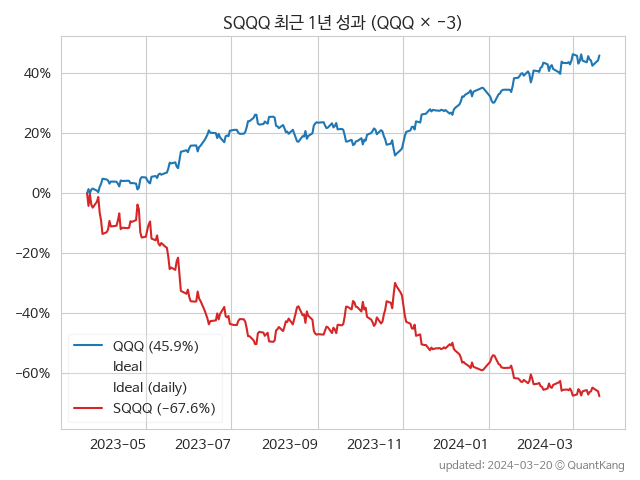 SQQQ 최근 1년 성과 (QQQ × −3)
40%
20%
0%
−20%
−40%
−60%
QQQ (45.9%)
Ideal
Ideal (daily)
SQQQ (−67.6%)
2023−05 2023−07 2023−09 2023−11 2024−01 2024−03
updated: 2024−03−20 © QuantKang